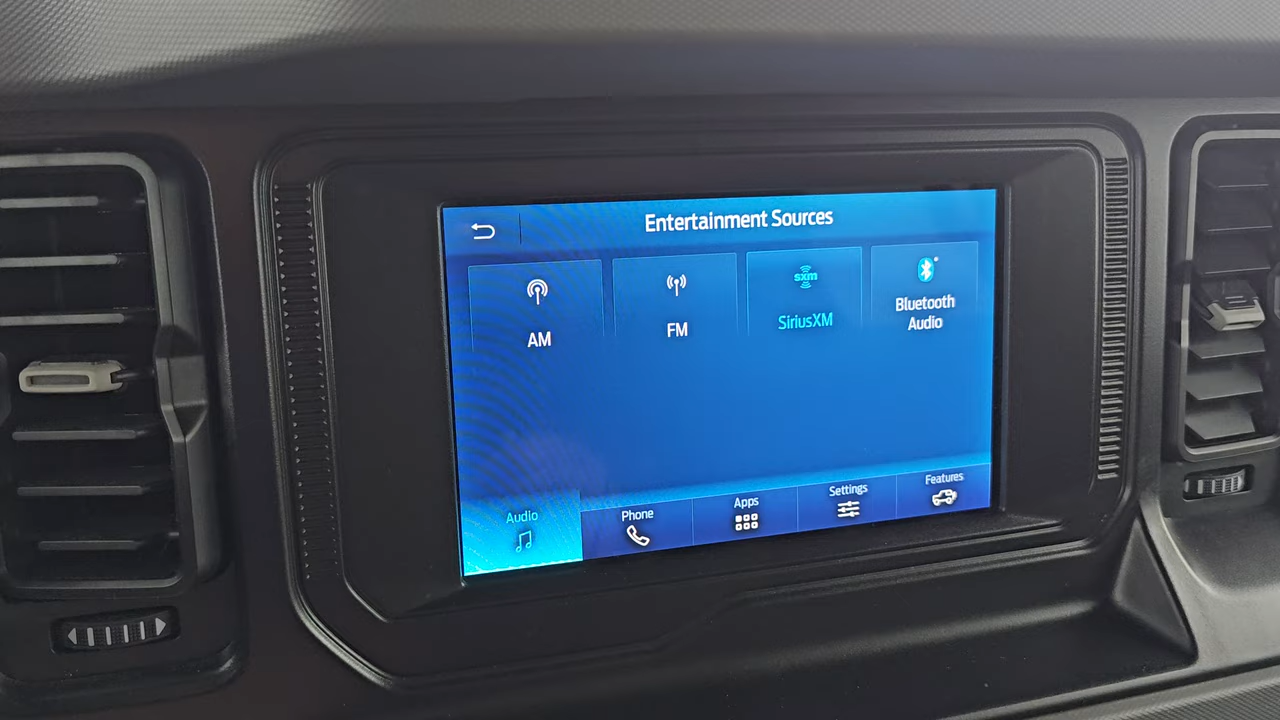 Entertainment Sources
sxm
AM
FM
SiriusXM
Bluetooth
Audio
Audio
Phone
Apps
Settings
Features